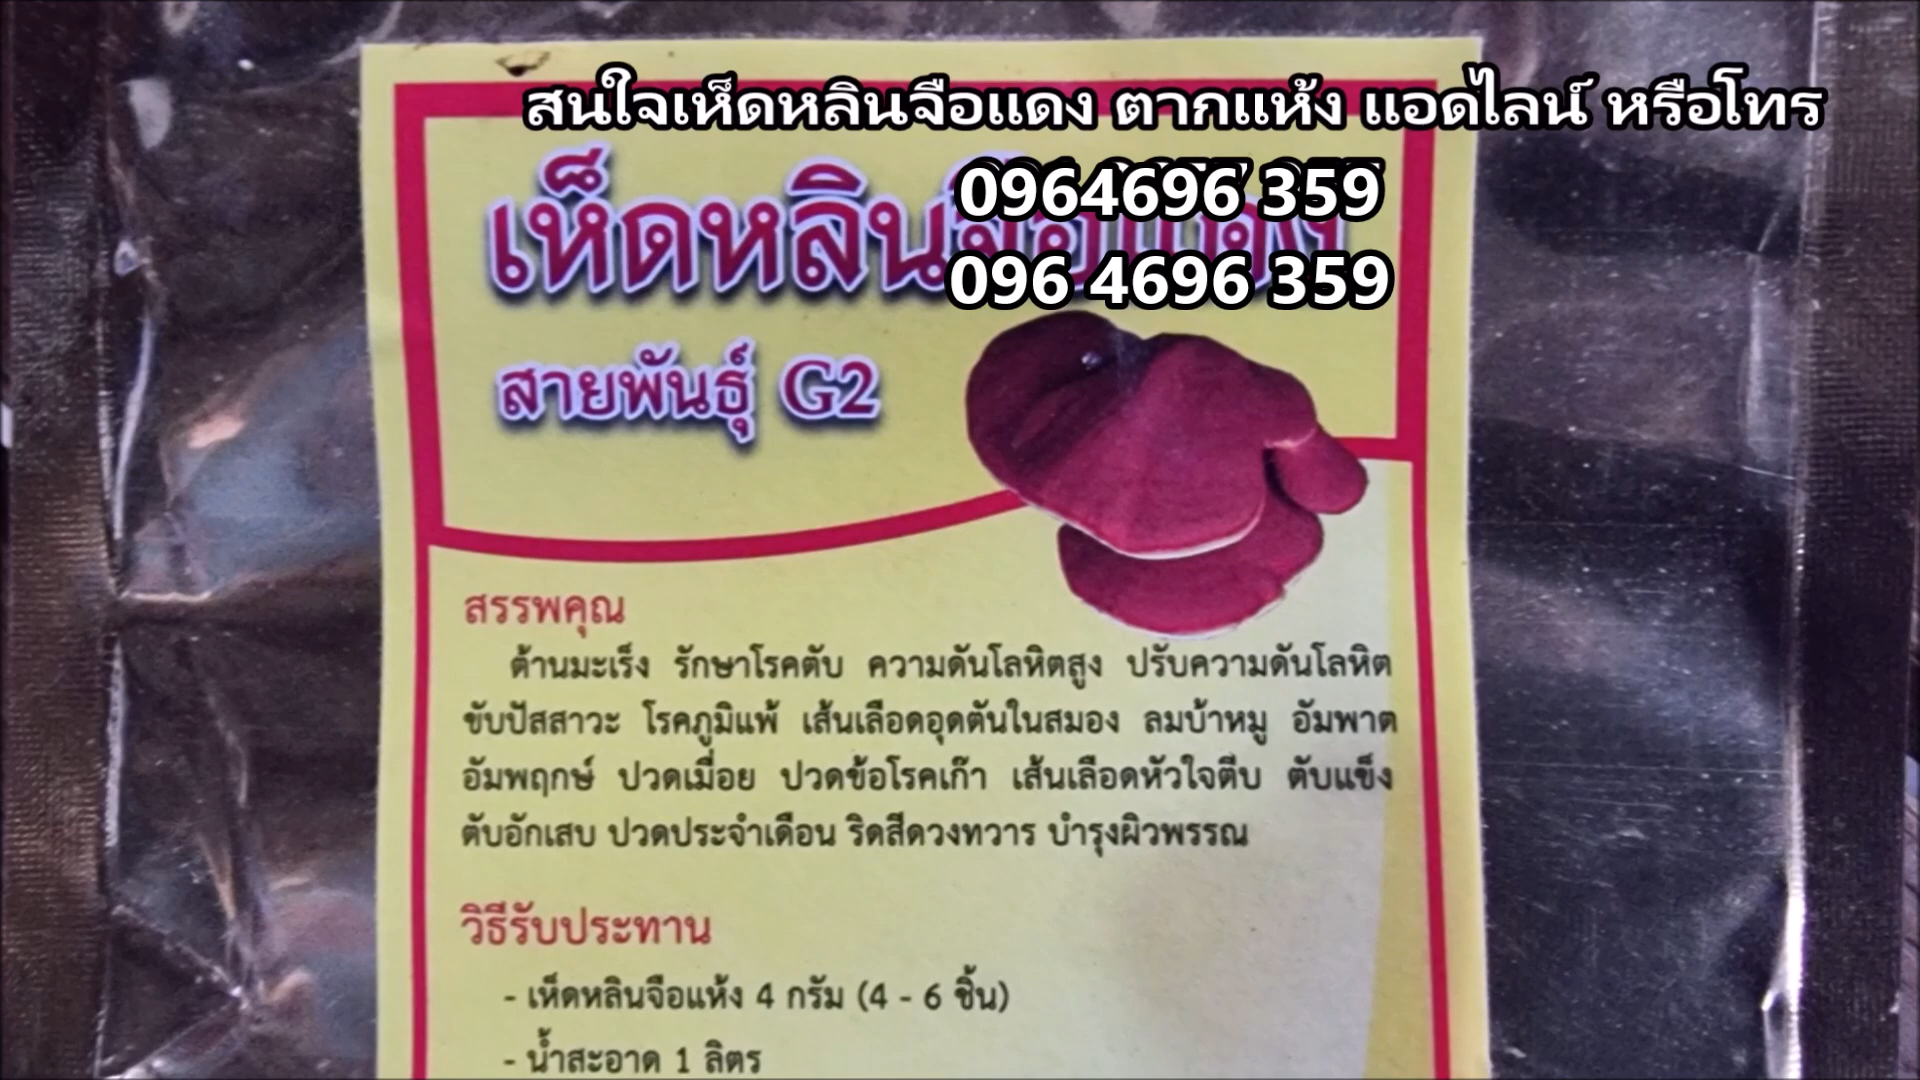 สนใจเห็ดหลินจือแดง ตากแห้ง แอดไลน์ หรือโทร
0964696 359
096 4696 359
เห็ดหลินจือแดง
สายพันธุ์ G2
สรรพคุณ
ต้านมะเร็ง รักษาโรคตับ ความดันโลหิตสูง ปรับความดันโลหิต
ขับปัสสาวะ โรคภูมิแพ้ เส้นเลือดอุดตันในสมอง ลมบ้าหมู อัมพาต
อัมพฤกษ์ ปวดเมื่อย ปวดข้อโรคเก๊า เส้นเลือดหัวใจตีบ ตับแข็ง
ตับอักเสบ ปวดประจำเดือน ริดสีดวงทวาร บำรุงผิวพรรณ
วิธีรับประทาน
- เห็ดหลินจือแห้ง 4 กรัม (4 - 6 ชิ้น)
- น้ำสะอาด 1 ลิตร